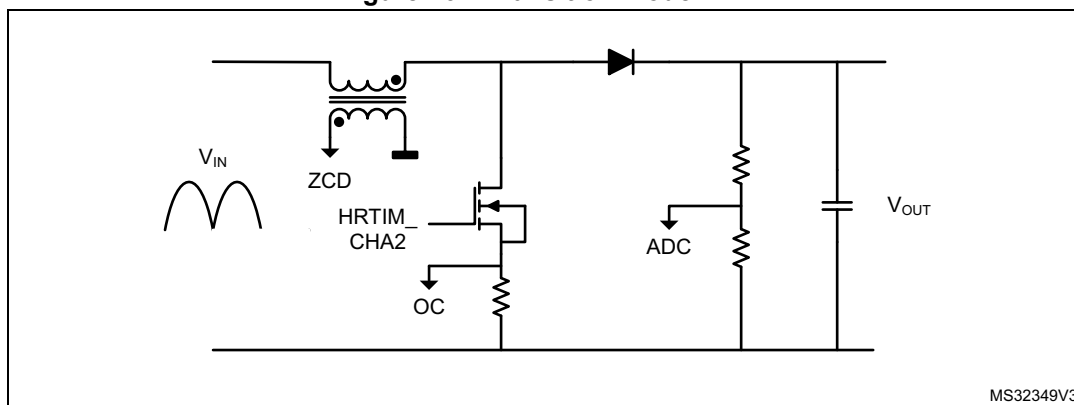 V_IN
ZCD
HRTIM_
CHA2
OC
ADC
V_OUT
MS32349V3